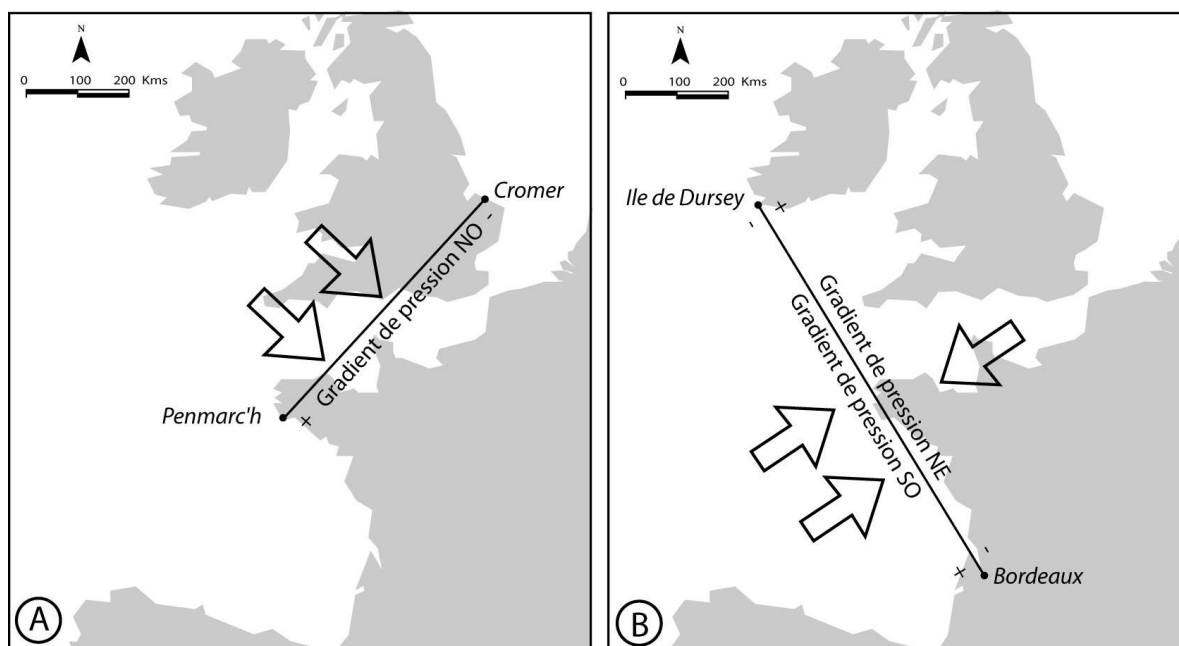 N
0 100 200 Kms
Cromer
-
Gradient de pression NO
Penmarc'h
+
A
N
0 100 200 Kms
Ile de Dursey
+
-
Gradient de pression NE
Gradient de pression SO
-
+
Bordeaux
B